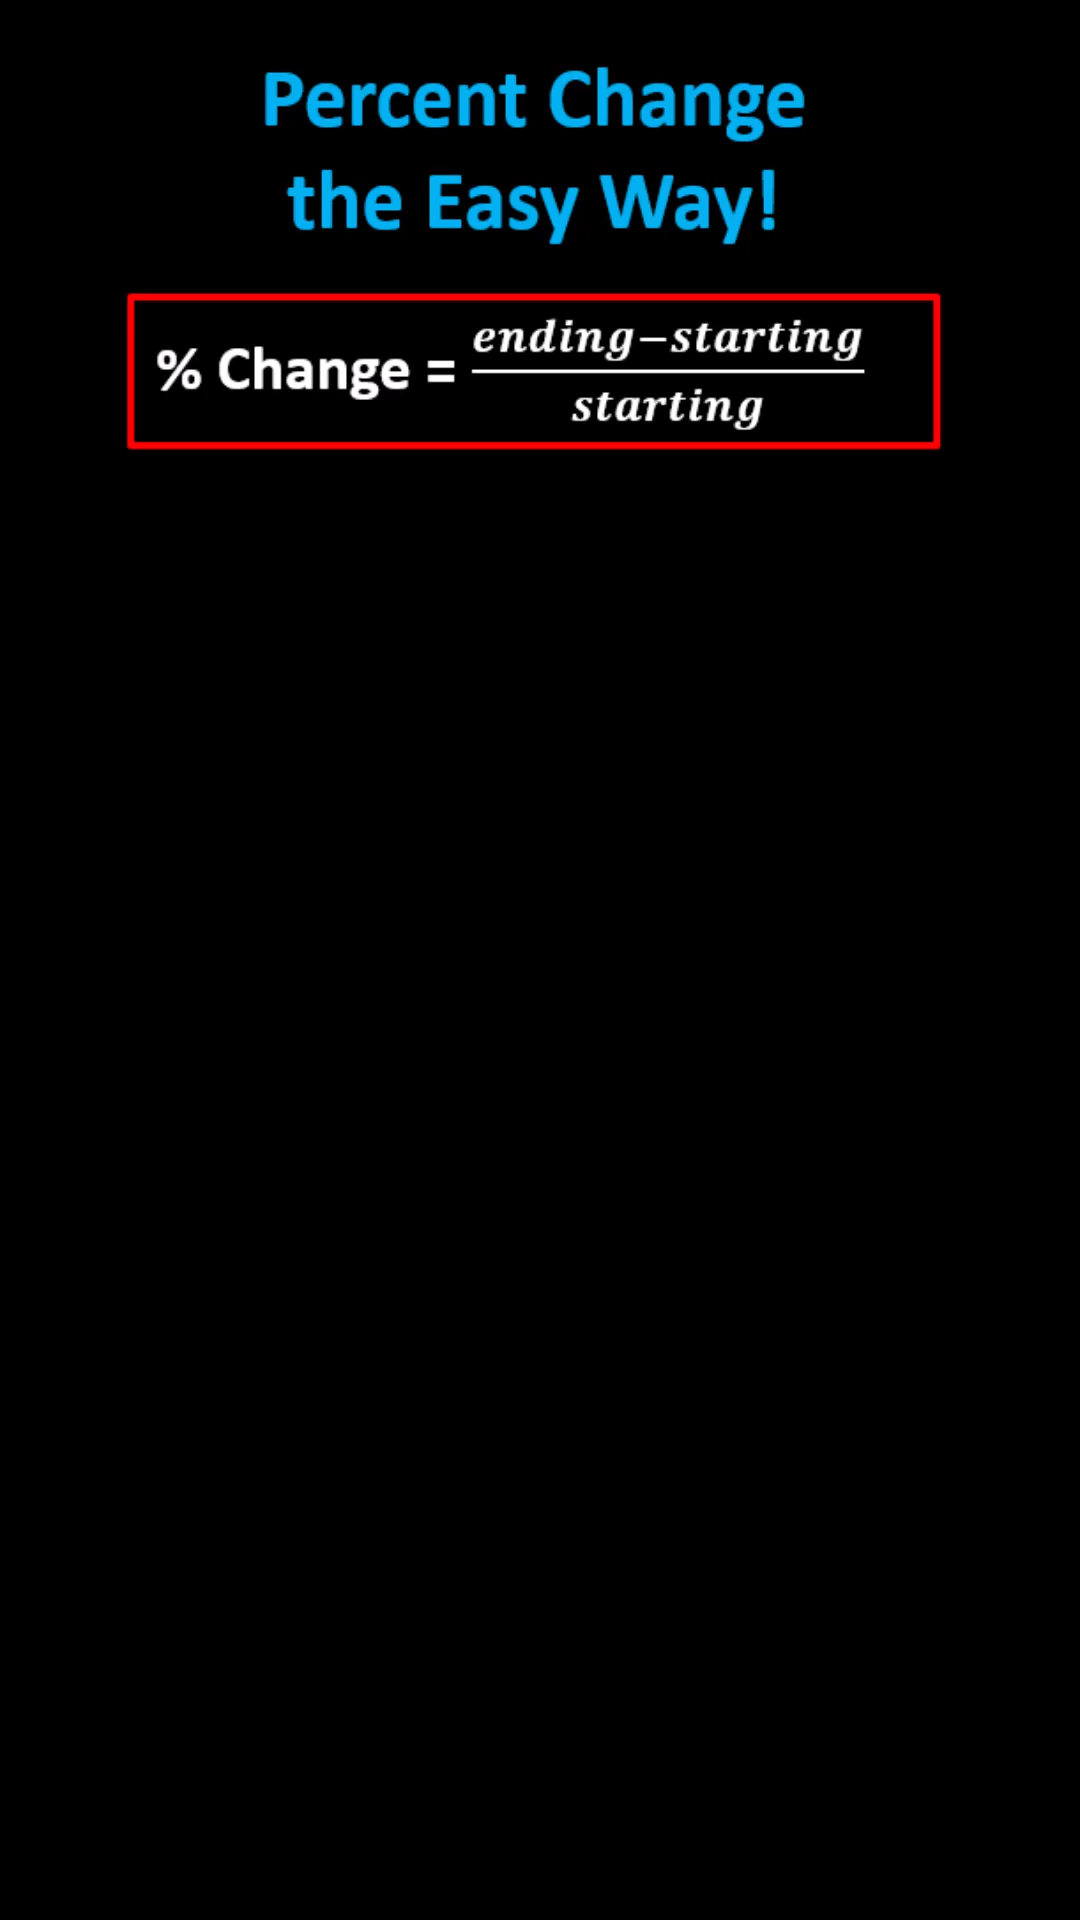 Percent Change
the Easy Way!
% Change = ending−starting
starting